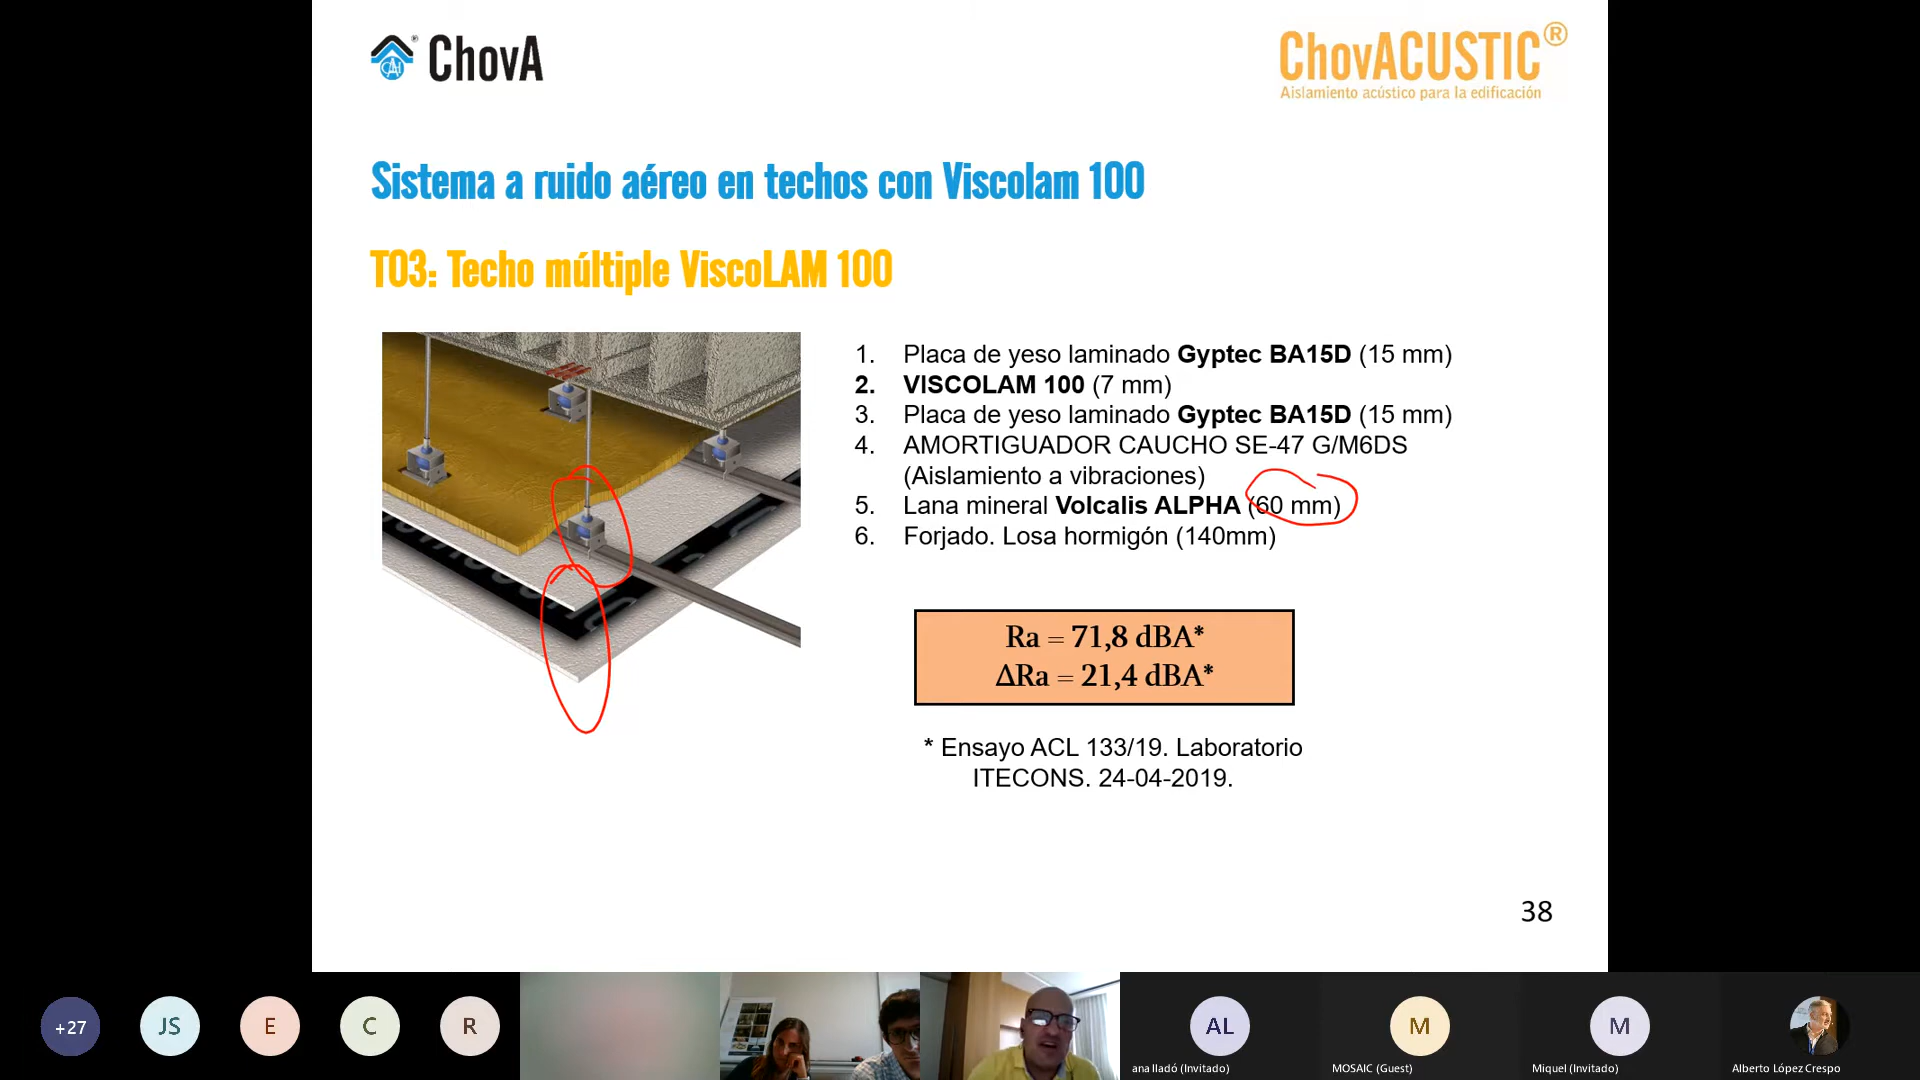 ChovA
ChovACUSTIC®
Aislamiento acústico para la edificación
Sistema a ruido aéreo en techos con Viscolam 100
T03: Techo múltiple ViscoLAM 100
1. Placa de yeso laminado Gyptec BA15D (15 mm)
2. VISCOLAM 100 (7 mm)
3. Placa de yeso laminado Gyptec BA15D (15 mm)
4. AMORTIGUADOR CAUCHO SE-47 G/M6DS
(Aislamiento a vibraciones)
5. Lana mineral Volcalis ALPHA (60 mm)
6. Forjado. Losa hormigón (140mm)
Ra = 71,8 dBA*
ΔRa = 21,4 dBA*
* Ensayo ACL 133/19. Laboratorio
ITECONS. 24-04-2019.
38
+27
JS
E
C
R
AL
M
M
ana lladó (Invitado)
MOSAIC (Guest)
Miquel (Invitado)
Alberto López Crespo